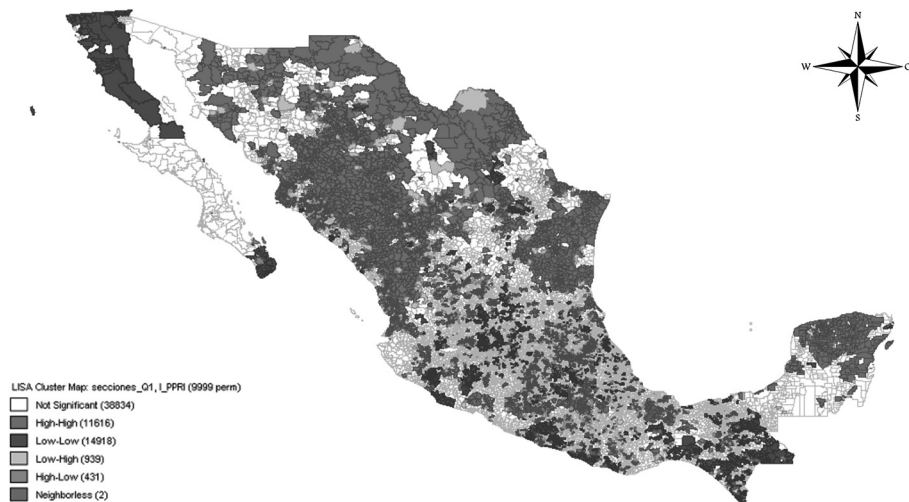 N
W
C
S
LISA Cluster Map: secciones_Q1, I_PPRI (9999 perm)
Not Significant (38834)
High-High (11616)
Low-Low (14918)
Low-High (939)
High-Low (431)
Neighborless (2)